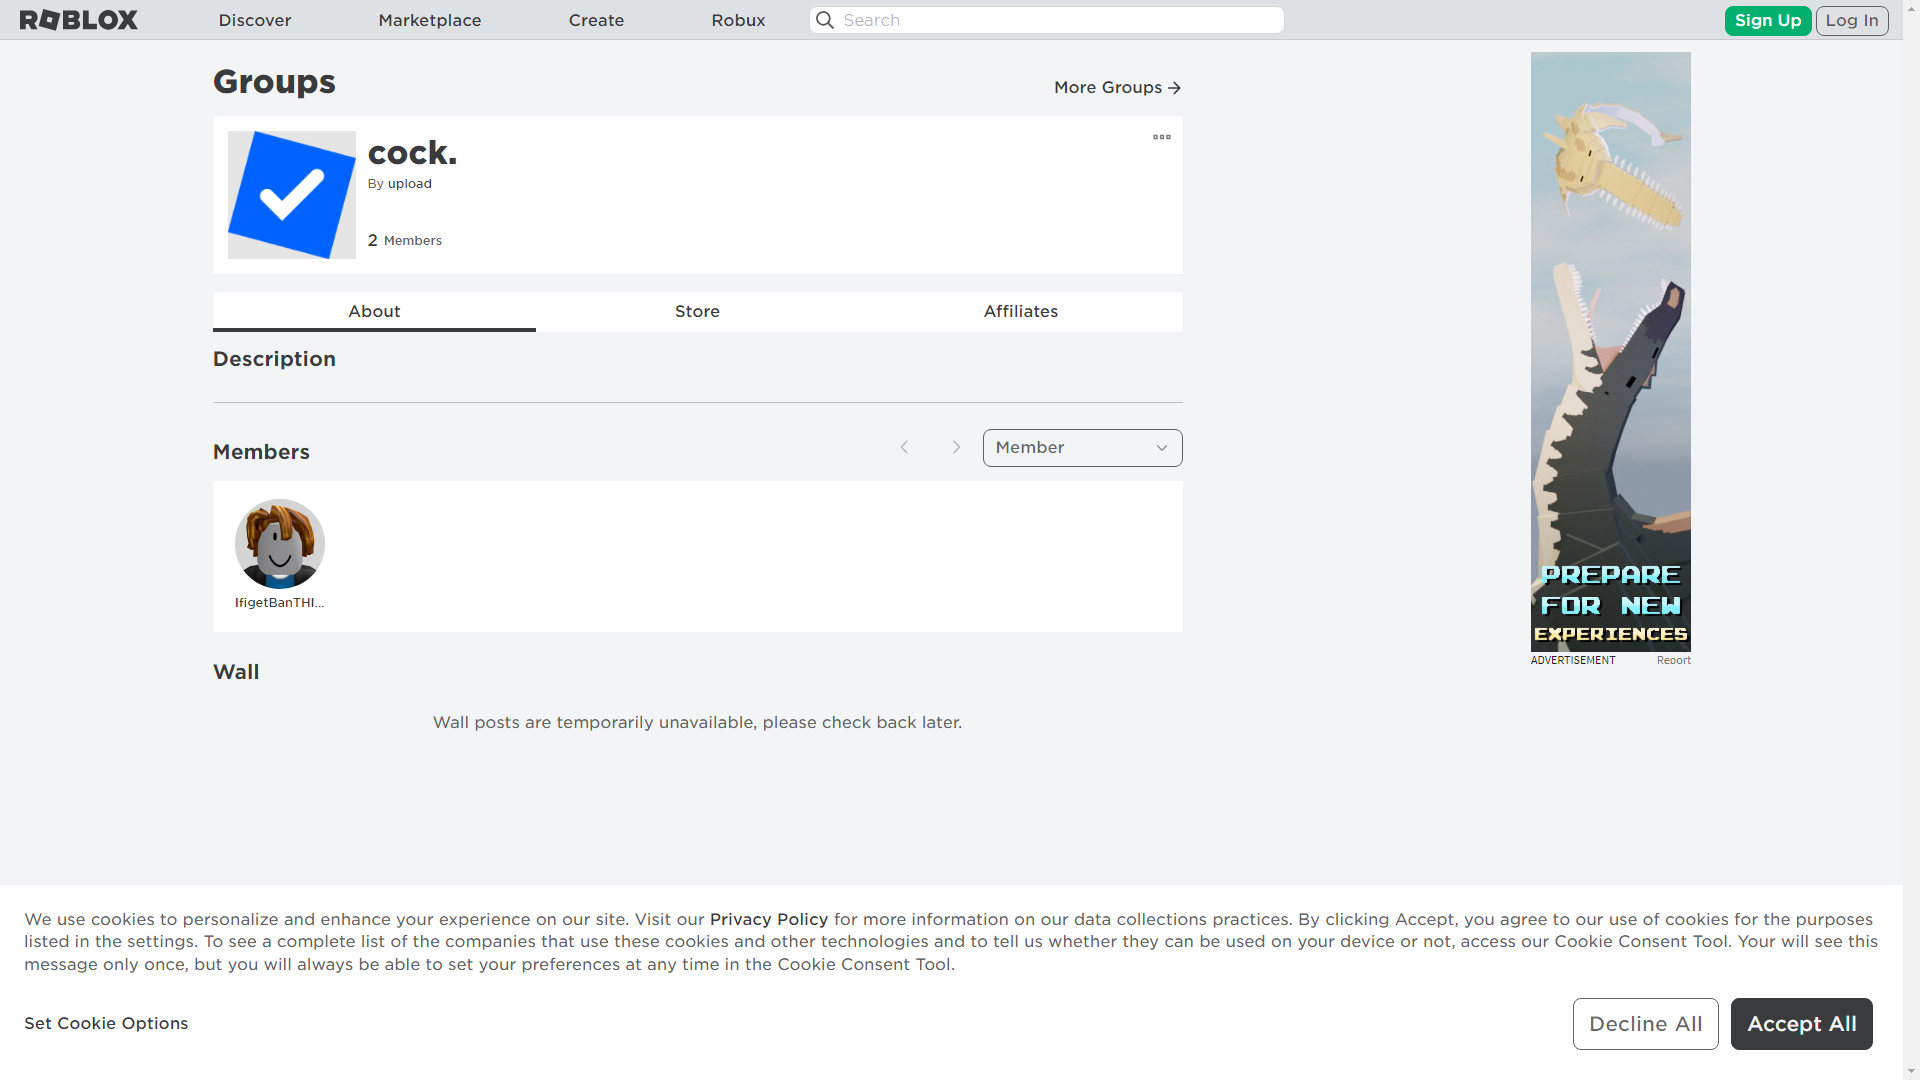 ROBLOX
Discover
Marketplace
Create
Robux
Search
Sign Up
Log In
Groups
More Groups
cock.
By upload
2 Members
About
Store
Affiliates
Description
Members
Member
IfigetBanTHI...
Wall
Wall posts are temporarily unavailable, please check back later.
PREPARE
FOR NEW
EXPERIENCES
ADVERTISEMENT
Report
We use cookies to personalize and enhance your experience on our site. Visit our Privacy Policy for more information on our data collections practices. By clicking Accept, you agree to our use of cookies for the purposes
listed in the settings. To see a complete list of the companies that use these cookies and other technologies and to tell us whether they can be used on your device or not, access our Cookie Consent Tool. Your will see this
message only once, but you will always be able to set your preferences at any time in the Cookie Consent Tool.
Set Cookie Options
Decline All
Accept All